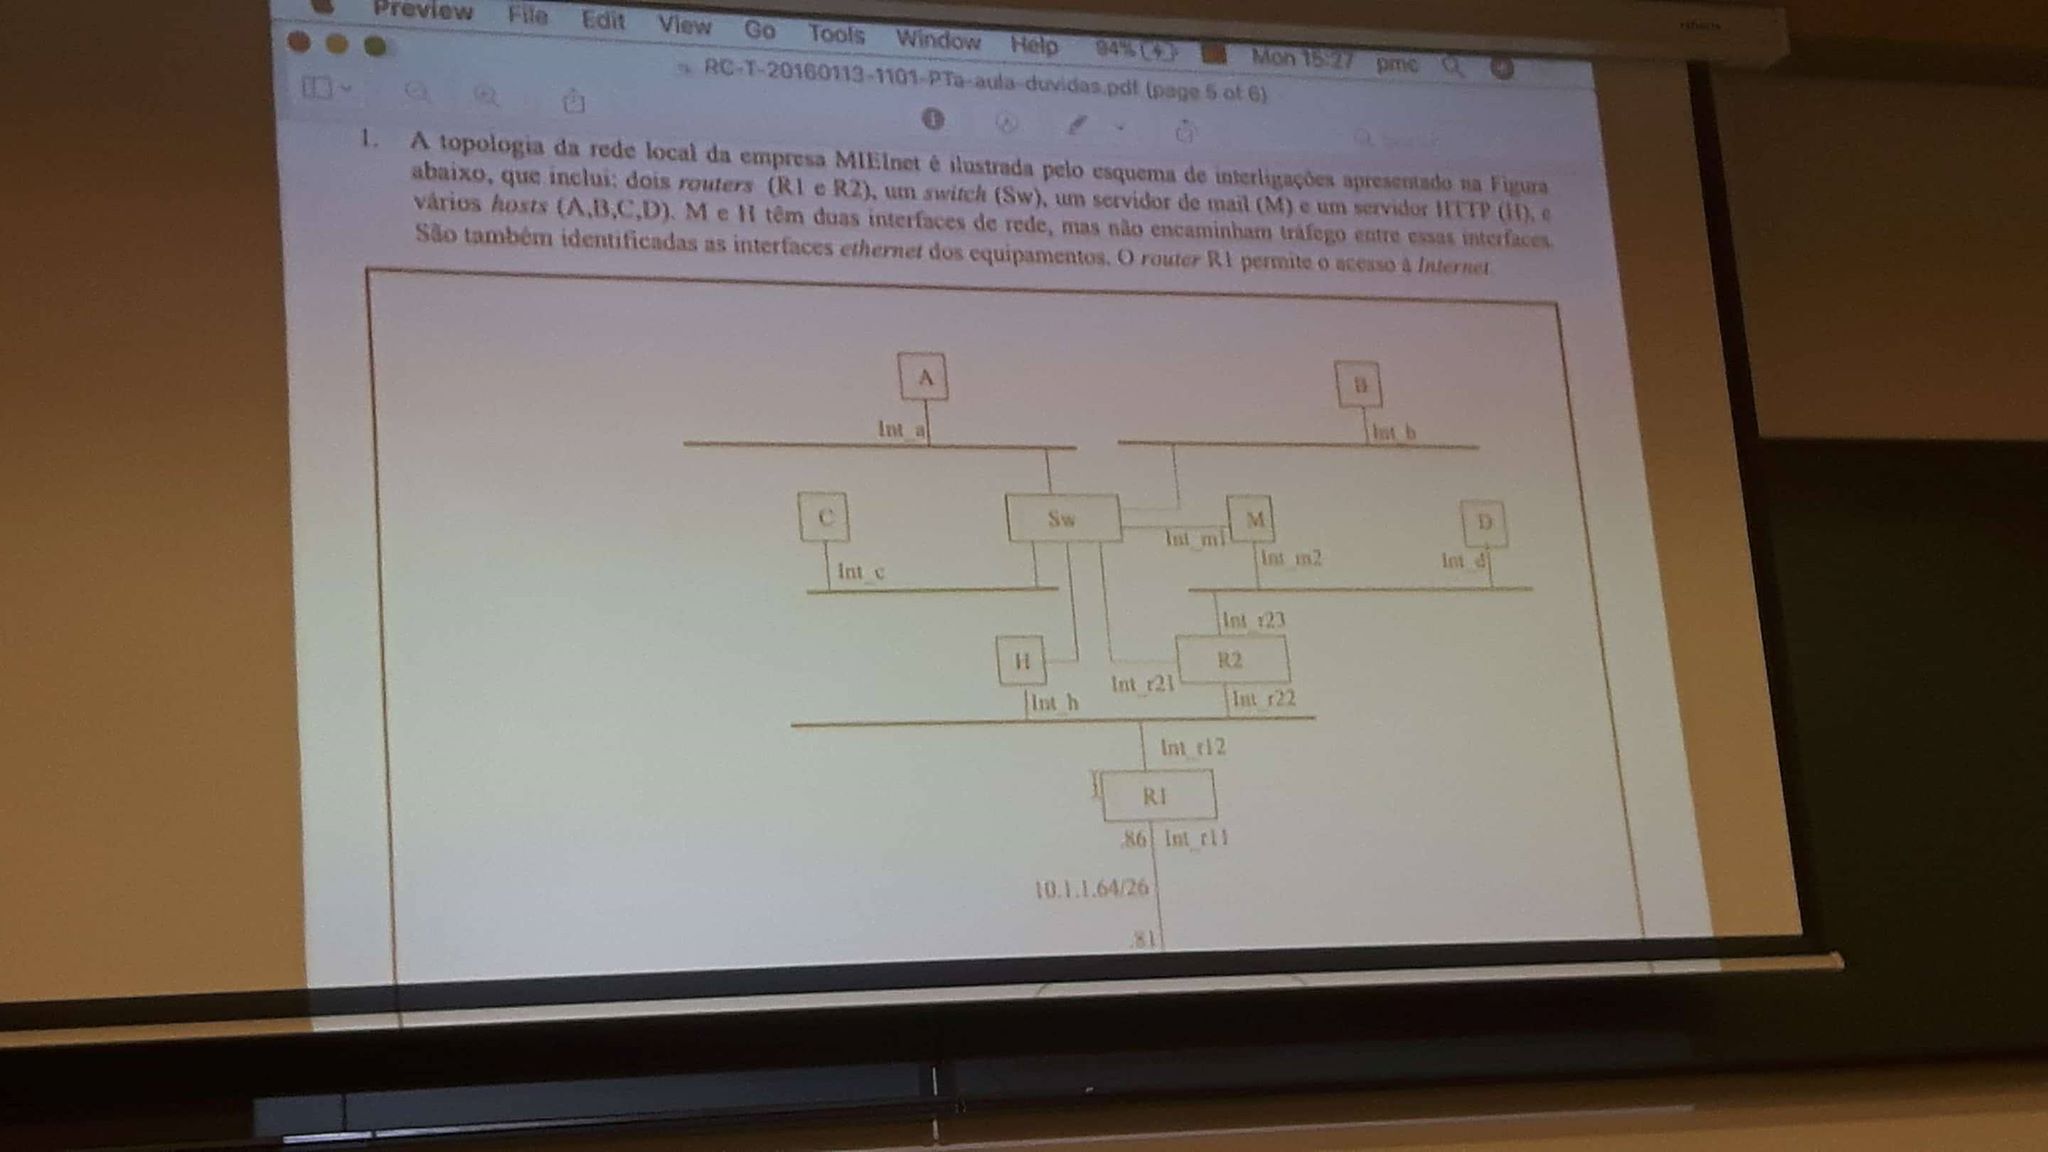 Preview File Edit View Go Tools Window Help 94% Mon 15:27 pmc
RC-T-20160113-1101-PTa-aula-duvidas.pdf (page 5 of 6)
1. A topologia da rede local da empresa MIEInet é ilustrada pelo esquema de interligações apresentado na Figura
abaixo, que inclui: dois routers (R1 e R2), um switch (Sw), um servidor de mail (M) e um servidor HTTP (H), e
vários hosts (A,B,C,D). M e H têm duas interfaces de rede, mas não encaminham tráfego entre essas interfaces.
São também identificadas as interfaces ethernet dos equipamentos. O router R1 permite o acesso à Internet.
A
B
Int_a
Int_b
C
Sw
M
D
Int_m1
Int_c
Int_m2
Int_d
Int_r23
H
R2
Int_r21
Int_h
Int_r22
Int_r12
R1
.86 Int_r11
10.1.1.64/26
.81